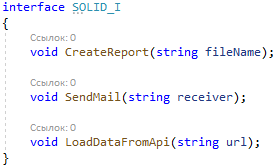 interface SOLID_I
{
Ссылок: 0
void CreateReport(string fileName);
Ссылок: 0
void SendMail(string receiver);
Ссылок: 0
void LoadDataFromApi(string url);
}